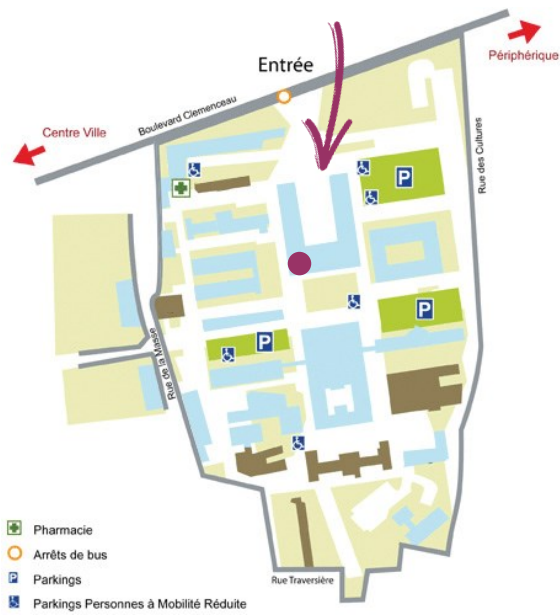 Périphérique
Entrée
Boulevard Clemenceau
Centre Ville
Rue des Cultures
P
P
Rue de la Masse
P
Pharmacie
Arrêts de bus
P Parkings
Parkings Personnes à Mobilité Réduite
Rue Traversière